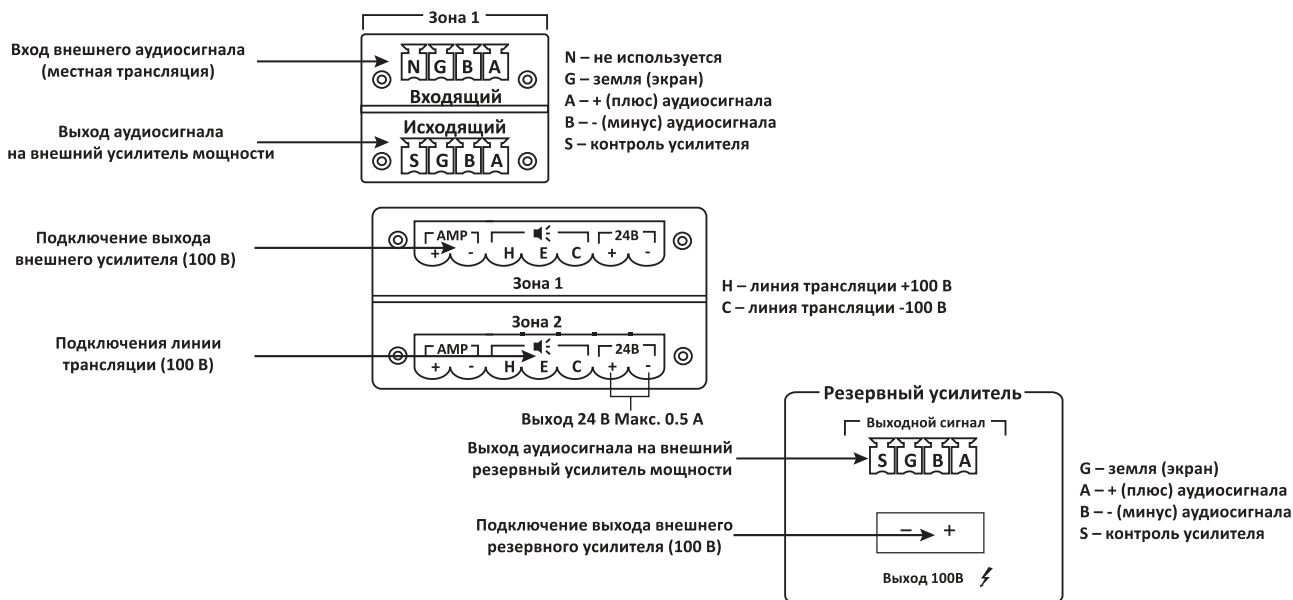 Зона 1
Вход внешнего аудиосигнала
(местная трансляция)
N G B A
Входящий
N – не используется
G – земля (экран)
A – + (плюс) аудиосигнала
B – - (минус) аудиосигнала
S – контроль усилителя
Выход аудиосигнала
на внешний усилитель мощности
Исходящий
S G B A
Подключение выхода
внешнего усилителя (100 В)
AMP 24В
+ - H E C + -
Зона 1
H – линия трансляции +100 В
C – линия трансляции -100 В
Зона 2
Подключения линии
трансляции (100 В)
AMP 24В
+ - H E C + -
Выход 24 В Макс. 0.5 А
Резервный усилитель
Выходной сигнал
Выход аудиосигнала на внешний
резервный усилитель мощности
S G B A
G – земля (экран)
A – + (плюс) аудиосигнала
B – - (минус) аудиосигнала
S – контроль усилителя
Подключение выхода внешнего
резервного усилителя (100 В)
– +
Выход 100В